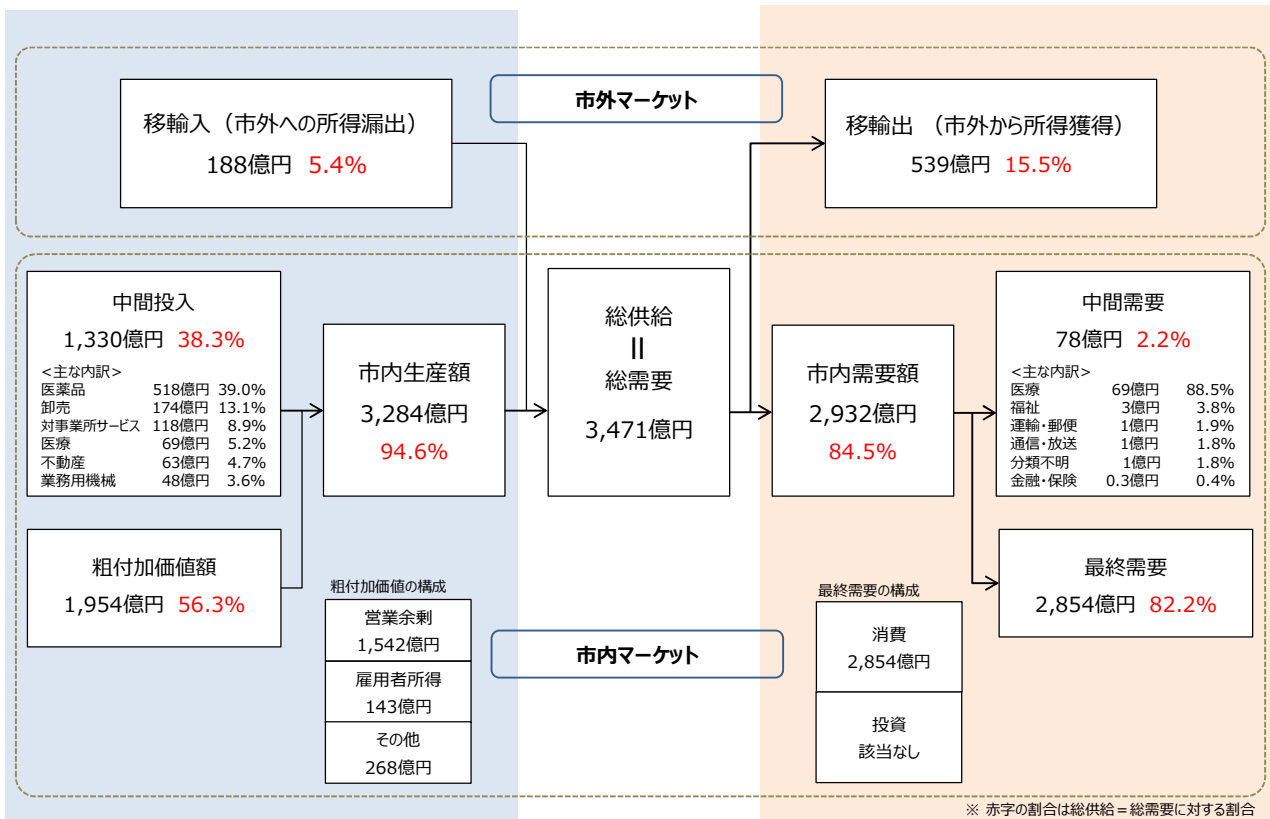 市外マーケット
移輸入（市外への所得漏出）
188億円 5.4%
移輸出 （市外から所得獲得）
539億円 15.5%
中間投入
1,330億円 38.3%
<主な内訳>
医薬品 518億円 39.0%
卸売 174億円 13.1%
対事業所サービス 118億円 8.9%
医療 69億円 5.2%
不動産 63億円 4.7%
業務用機械 48億円 3.6%
粗付加価値額
1,954億円 56.3%
市内生産額
3,284億円
94.6%
粗付加価値の構成
営業余剰
1,542億円
雇用者所得
143億円
その他
268億円
総供給
||
総需要
3,471億円
市内マーケット
市内需要額
2,932億円
84.5%
最終需要の構成
消費
2,854億円
投資
該当なし
中間需要
78億円 2.2%
<主な内訳>
医療 69億円 88.5%
福祉 3億円 3.8%
運輸・郵便 1億円 1.9%
通信・放送 1億円 1.8%
分類不明 1億円 1.8%
金融・保険 0.3億円 0.4%
最終需要
2,854億円 82.2%
※ 赤字の割合は総供給＝総需要に対する割合